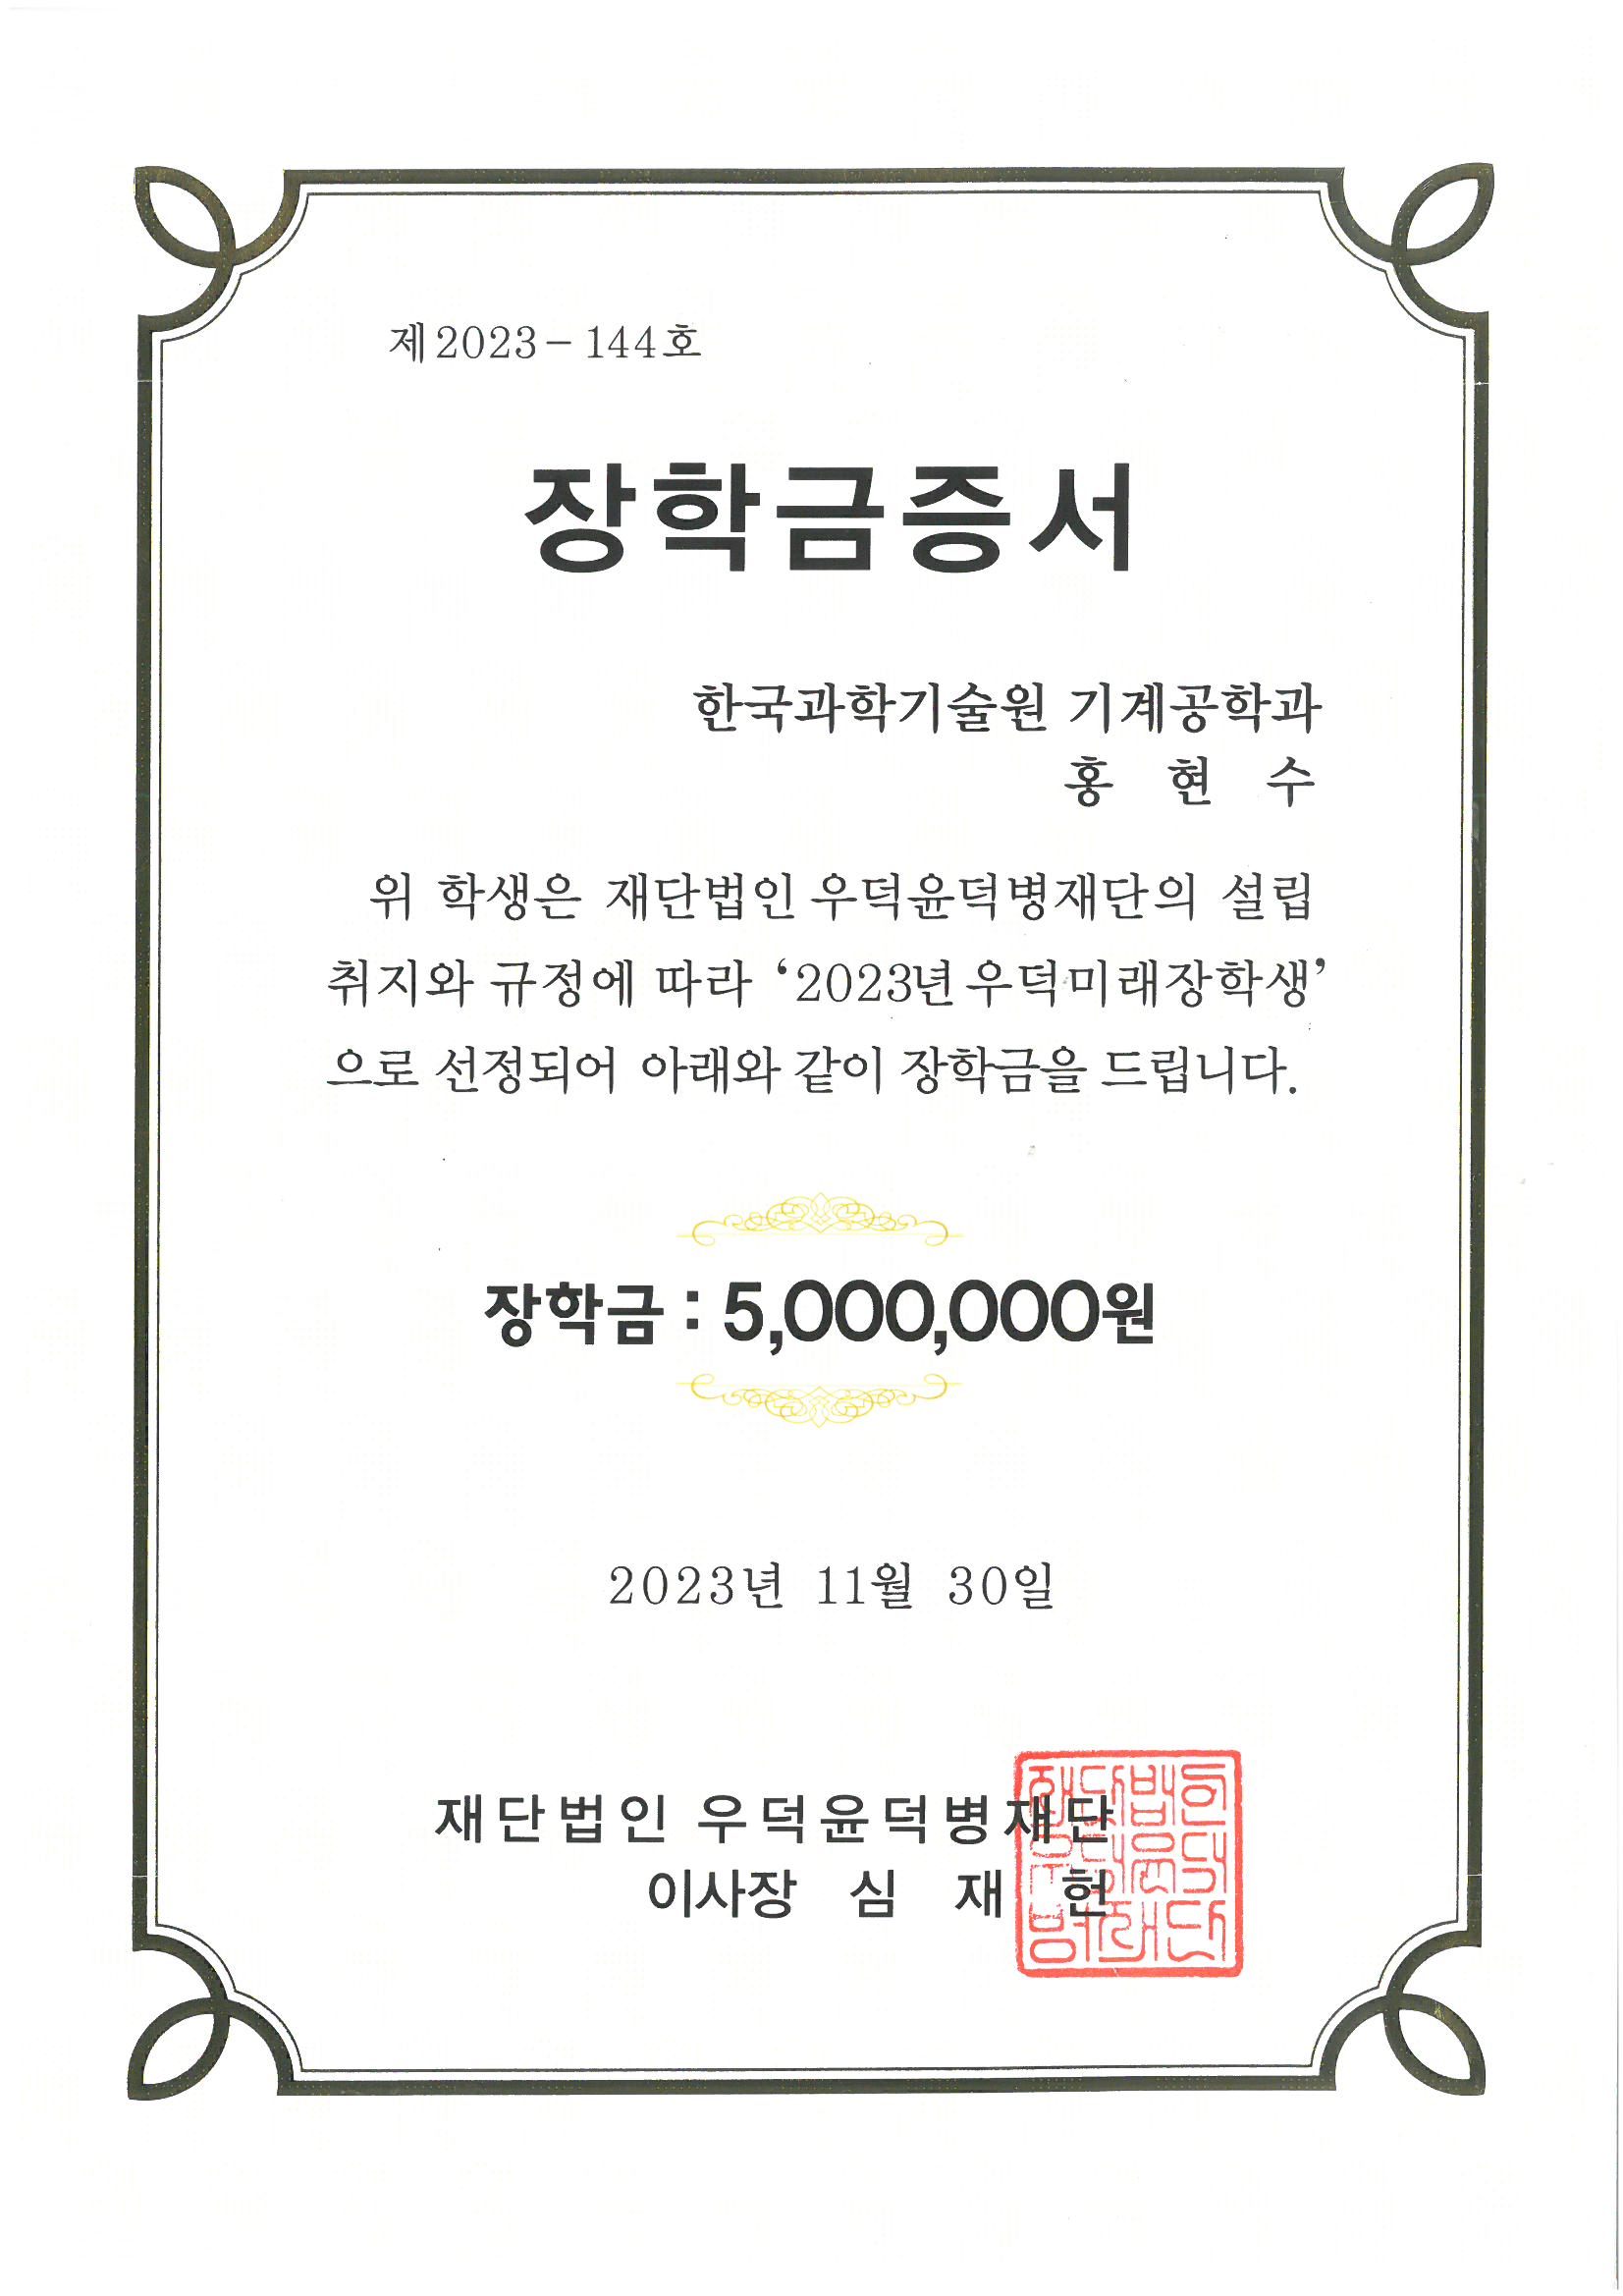 제2023-144호
장학금증서
한국과학기술원 기계공학과
홍 현 수
위 학생은 재단법인 우덕윤덕병재단의 설립
취지와 규정에 따라 ‘2023년 우덕미래장학생’
으로 선정되어 아래와 같이 장학금을 드립니다.
장학금 : 5,000,000원
2023년 11월 30일
재단법인 우덕윤덕병재단
이사장 심 재 헌